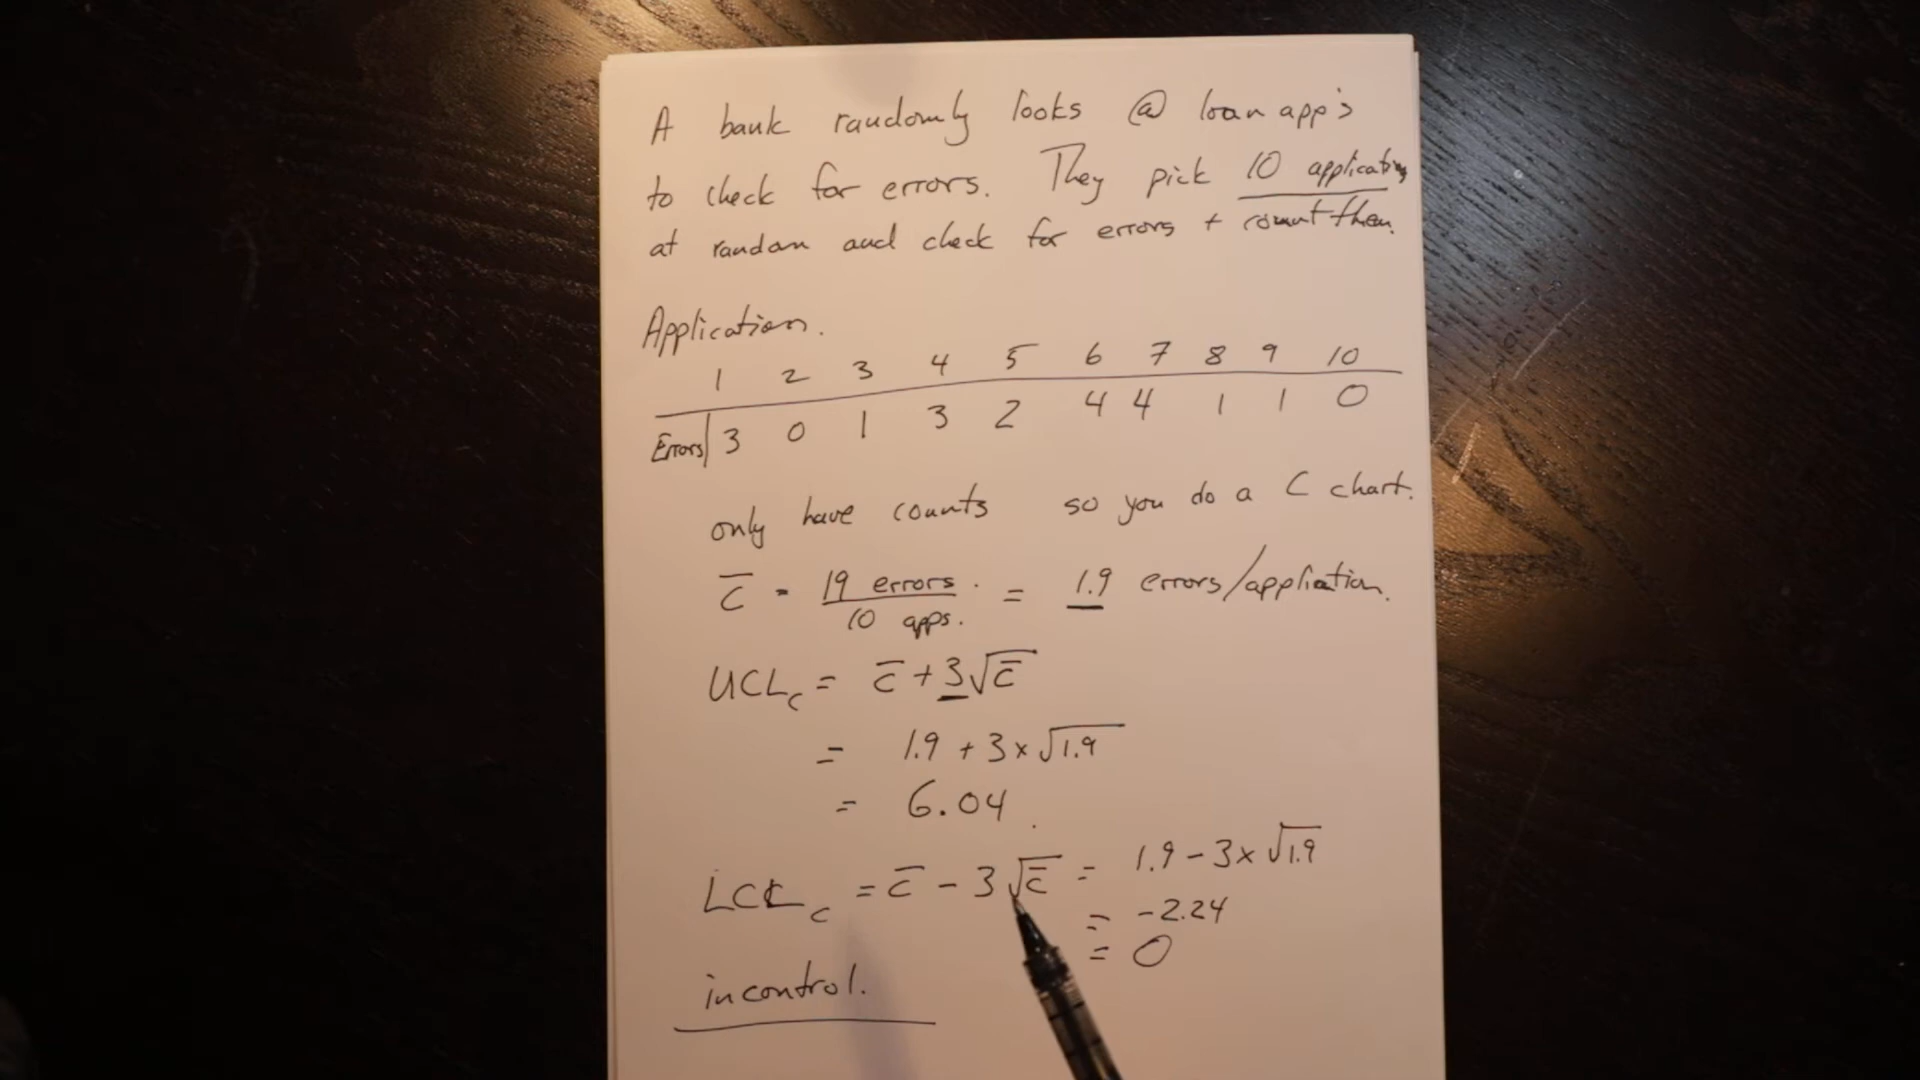 A bank randomly looks @ loan app's
to check for errors. They pick 10 applications
at random and check for errors + count them.
Application.
1 2 3 4 5 6 7 8 9 10
Errors 3 0 1 3 2 4 4 1 1 0
only have counts so you do a C chart.
c̄ = 19 errors / 10 apps. = 1.9 errors/application.
UCL_c = c̄ + 3√c̄
= 1.9 + 3 × √1.9
= 6.04
LCL_c = c̄ - 3√c̄ = 1.9 - 3 × √1.9
= -2.24
= 0
in control.